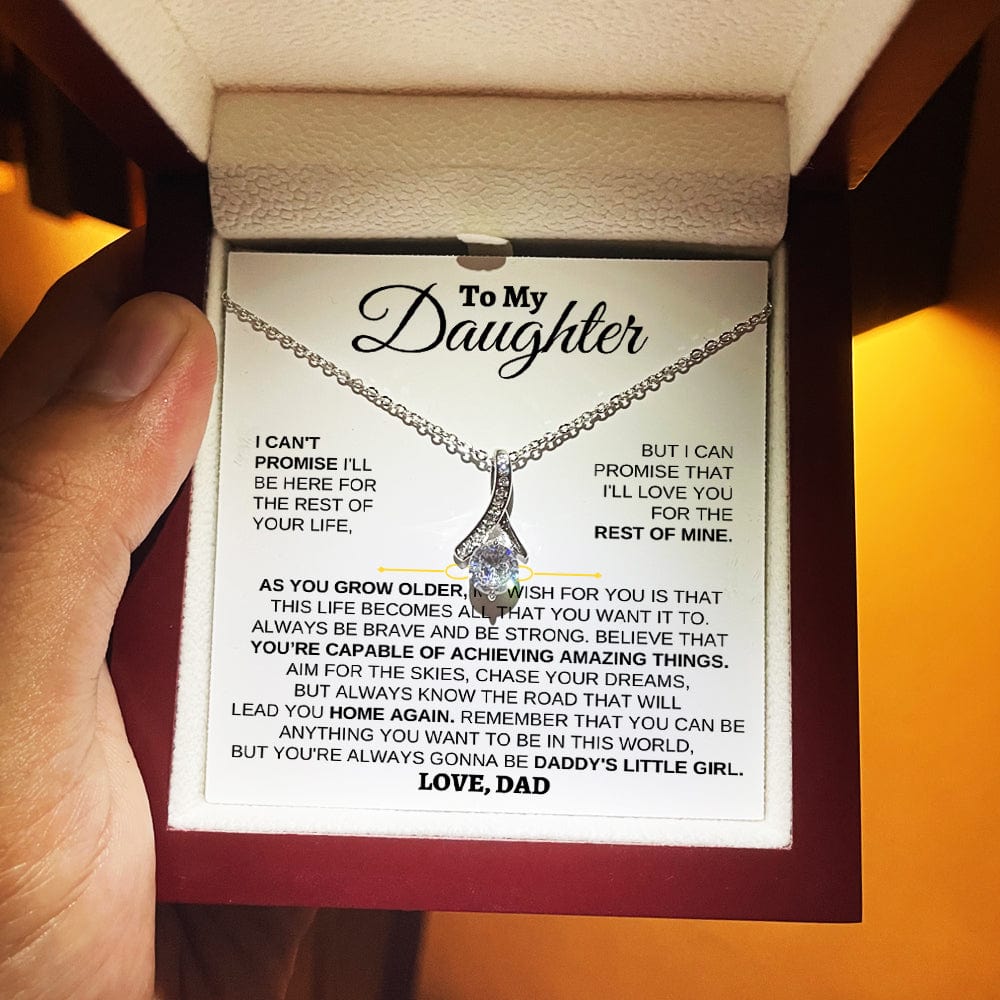 To My
Daughter
I CAN'T
PROMISE I'LL
BE HERE FOR
THE REST OF
YOUR LIFE,
BUT I CAN
PROMISE THAT
I'LL LOVE YOU
FOR THE
REST OF MINE.
AS YOU GROW OLDER, WISH FOR YOU IS THAT
THIS LIFE BECOMES ALL THAT YOU WANT IT TO.
ALWAYS BE BRAVE AND BE STRONG. BELIEVE THAT
YOU'RE CAPABLE OF ACHIEVING AMAZING THINGS.
AIM FOR THE SKIES, CHASE YOUR DREAMS,
BUT ALWAYS KNOW THE ROAD THAT WILL
LEAD YOU HOME AGAIN. REMEMBER THAT YOU CAN BE
ANYTHING YOU WANT TO BE IN THIS WORLD,
BUT YOU'RE ALWAYS GONNA BE DADDY'S LITTLE GIRL.
LOVE, DAD